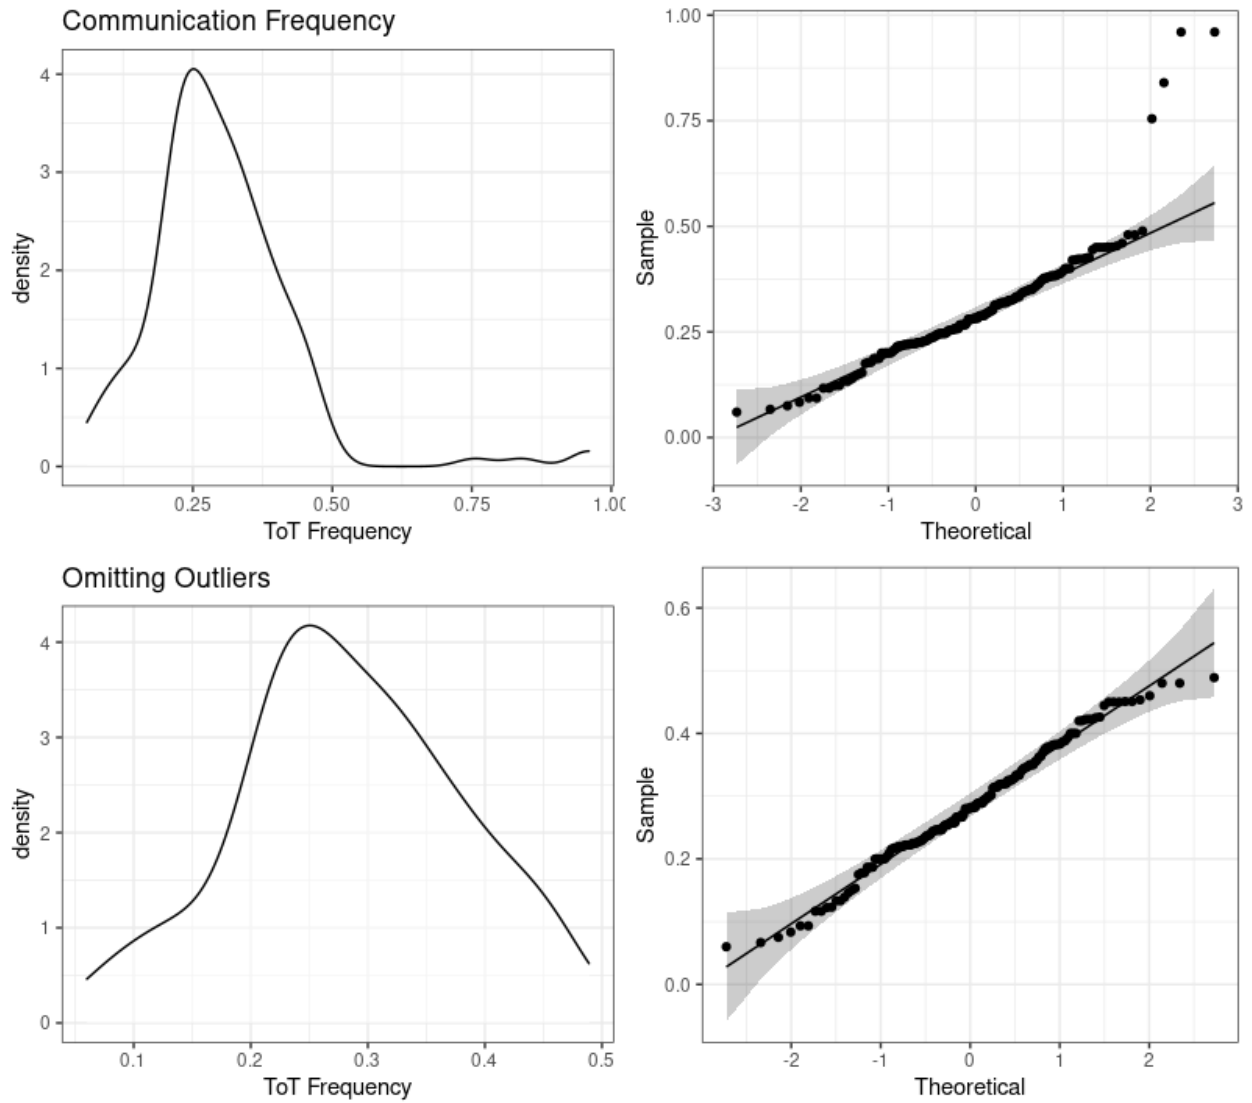 Communication Frequency
4
3
2
1
0
density
0.25 0.50 0.75 1.00
ToT Frequency
1.00
0.75
0.50
0.25
0.00
Sample
-3 -2 -1 0 1 2 3
Theoretical
Omitting Outliers
4
3
2
1
0
density
0.1 0.2 0.3 0.4 0.5
ToT Frequency
0.6
0.4
0.2
0.0
Sample
-2 -1 0 1 2
Theoretical